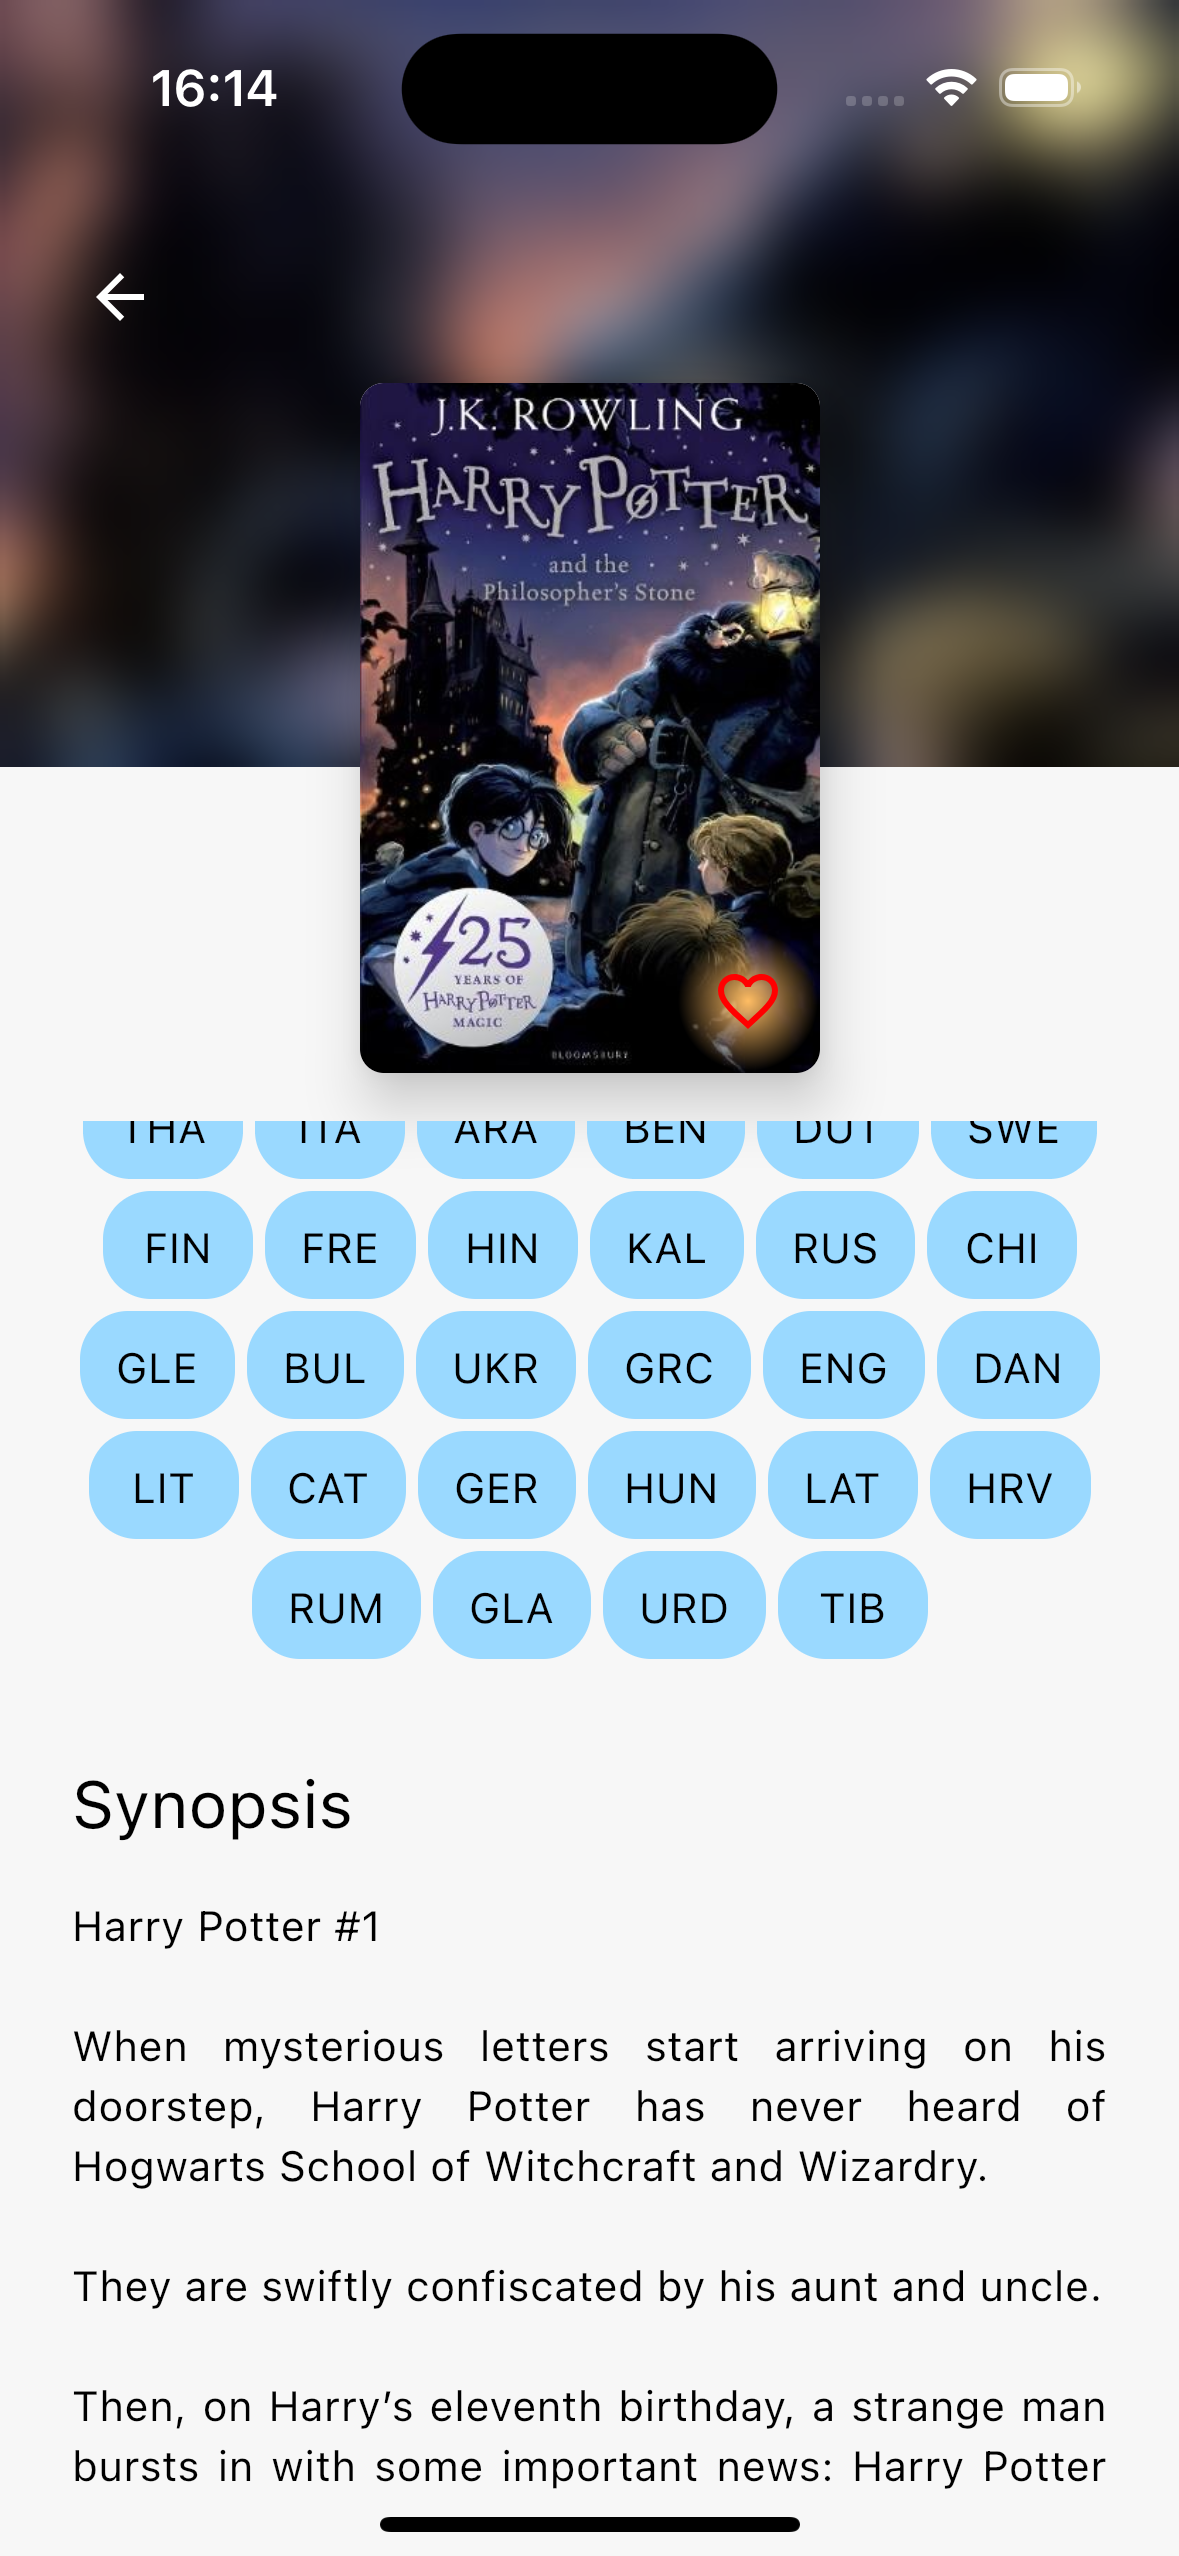 16:14
J.K. ROWLING
HARRY POTTER
and the
Philosopher's Stone
25
YEARS OF
HARRY POTTER
MAGIC
BLOOMSBURY
THA ITA ARA BEN DUT SWE
FIN FRE HIN KAL RUS CHI
GLE BUL UKR GRC ENG DAN
LIT CAT GER HUN LAT HRV
RUM GLA URD TIB
Synopsis
Harry Potter #1
When mysterious letters start arriving on his
doorstep, Harry Potter has never heard of
Hogwarts School of Witchcraft and Wizardry.
They are swiftly confiscated by his aunt and uncle.
Then, on Harry’s eleventh birthday, a strange man
bursts in with some important news: Harry Potter